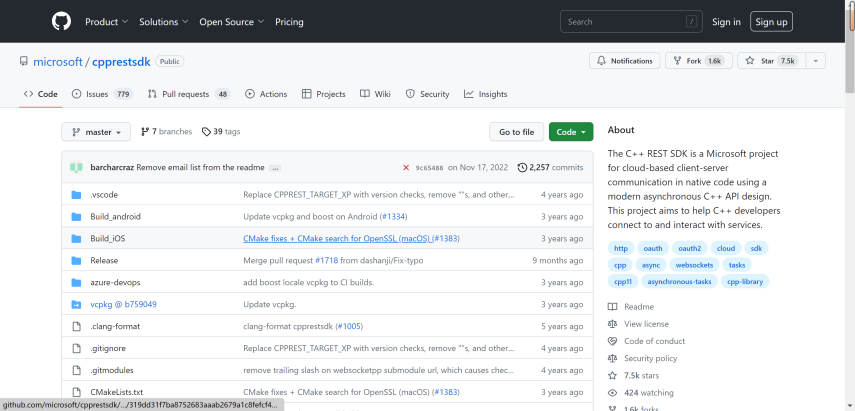 Product Solutions Open Source Pricing Search / Sign in Sign up
microsoft / cpprestsdk Public Notifications Fork 1.6k Star 7.5k
Code Issues 779 Pull requests 48 Actions Projects Wiki Security Insights
master 7 branches 39 tags Go to file Code
barcharcraz Remove email list from the readme ... 9c65488 on Nov 17, 2022 2,257 commits
.vscode Replace CPPREST_TARGET_XP with version checks, remove ""s, and other... 4 years ago
Build_android Update vcpkg and boost on Android (#1334) 3 years ago
Build_iOS CMake fixes + CMake search for OpenSSL (macOS) (#1383) 3 years ago
Release Merge pull request #1718 from dashanji/Fix-typo 9 months ago
azure-devops add boost locale vcpkg to CI builds. 3 years ago
vcpkg @ b759049 Update vcpkg. 3 years ago
.clang-format clang-format cpprestsdk (#1005) 5 years ago
.gitignore Replace CPPREST_TARGET_XP with version checks, remove ""s, and other... 4 years ago
.gitmodules remove trailing slash on websocketpp submodule url, which causes chec... 4 years ago
CMakeLists.txt CMake fixes + CMake search for OpenSSL (macOS) (#1383) 3 years ago
About
The C++ REST SDK is a Microsoft project
for cloud-based client-server
communication in native code using a
modern asynchronous C++ API design.
This project aims to help C++ developers
connect to and interact with services.
http oauth oauth2 cloud sdk
cpp async websockets tasks
cpp11 asynchronous-tasks cpp-library
Readme
View license
Code of conduct
Security policy
7.5k stars
424 watching
1.6k forks
github.com/microsoft/cpprestsdk/.../319dd31f7ba8752683aaab2679a1c8fefcf4...